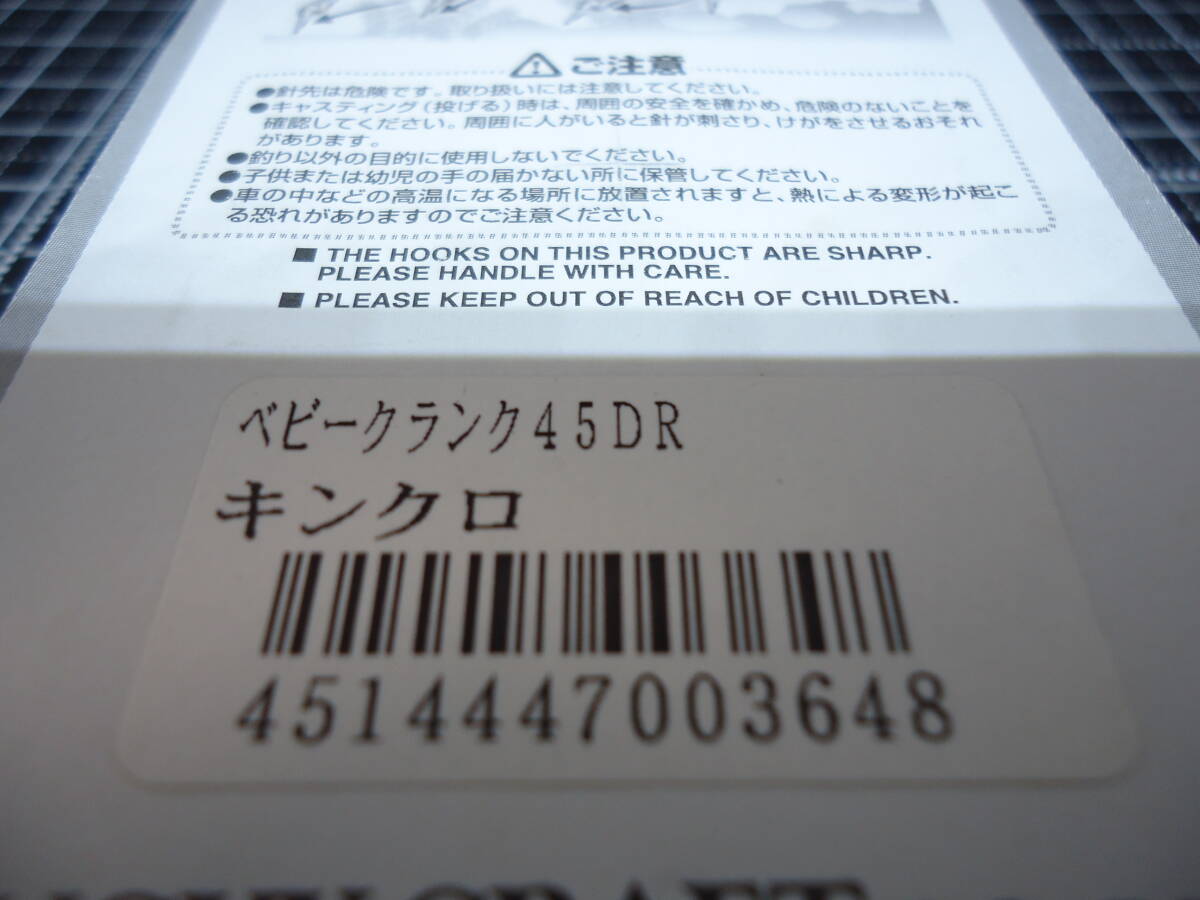 ご注意
●針先は危険です。取り扱いには注意してください。
●キャスティング(投げる)時は、周囲の安全を確かめ、危険のないことを
確認してください。周囲に人がいると針が刺さり、けがをさせるおそれ
があります。
●釣り以外の目的に使用しないでください。
●子供または幼児の手の届かない所に保管してください。
●車の中などの高温になる場所に放置されますと、熱による変形が起こ
る恐れがありますのでご注意ください。
■ THE HOOKS ON THIS PRODUCT ARE SHARP.
PLEASE HANDLE WITH CARE.
■ PLEASE KEEP OUT OF REACH OF CHILDREN.
ベビークランク45DR
キンクロ
4514447003648